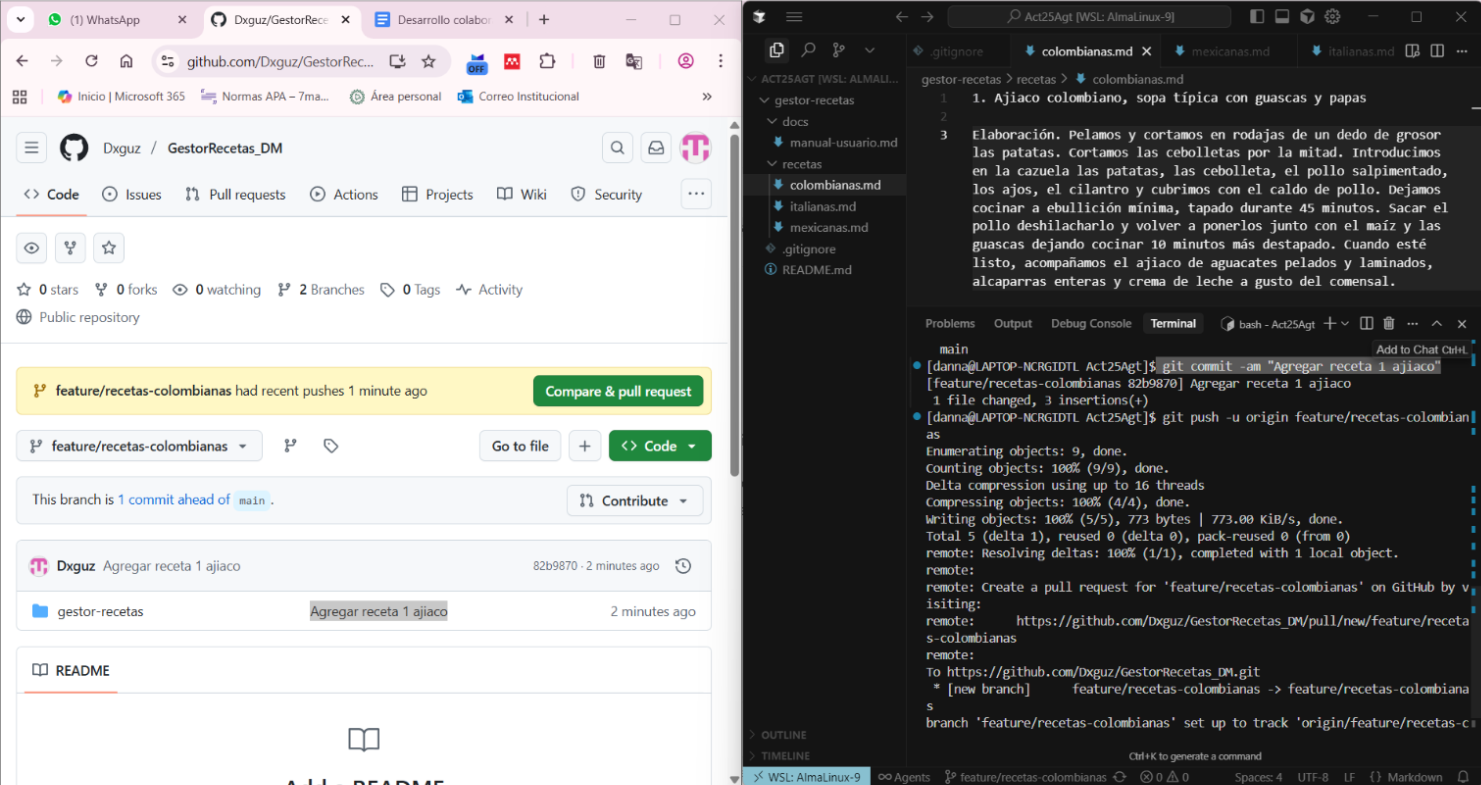 (1) WhatsApp
Dxguz/GestorRece
Desarrollo colabor
github.com/Dxguz/GestorRec...
OFF
Inicio | Microsoft 365
Normas APA – 7ma...
Área personal
Correo Institucional
»
Dxguz / GestorRecetas_DM
Code
Issues
Pull requests
Actions
Projects
Wiki
Security
0 stars
0 forks
0 watching
2 Branches
0 Tags
Activity
Public repository
feature/recetas-colombianas had recent pushes 1 minute ago
Compare & pull request
feature/recetas-colombianas
Go to file
Code
This branch is 1 commit ahead of main .
Contribute
Dxguz Agregar receta 1 ajiaco
82b9870 · 2 minutes ago
gestor-recetas
Agregar receta 1 ajiaco
2 minutes ago
README
Act25Agt [WSL: AlmaLinux-9]
.gitignore
colombianas.md
mexicanas.md
italianas.md
ACT25AGT [WSL: ALMALI...
gestor-recetas
docs
manual-usuario.md
recetas
colombianas.md
italianas.md
mexicanas.md
.gitignore
README.md
OUTLINE
TIMELINE
gestor-recetas > recetas > colombianas.md
1 1. Ajiaco colombiano, sopa típica con guascas y papas
2
3 Elaboración. Pelamos y cortamos en rodajas de un dedo de grosor
las patatas. Cortamos las cebolletas por la mitad. Introducimos
en la cazuela las patatas, las cebolleta, el pollo salpimentado,
los ajos, el cilantro y cubrimos con el caldo de pollo. Dejamos
cocinar a ebullición mínima, tapado durante 45 minutos. Sacar el
pollo deshilacharlo y volver a ponerlos junto con el maíz y las
guascas dejando cocinar 10 minutos más destapado. Cuando esté
listo, acompañamos el ajiaco de aguacates pelados y laminados,
alcaparras enteras y crema de leche a gusto del comensal.
Problems
Output
Debug Console
Terminal
bash - Act25Agt
main
Add to Chat Ctrl+L
[danna@LAPTOP-NCRGIDTL Act25Agt]$ git commit -am "Agregar receta 1 ajiaco"
[feature/recetas-colombianas 82b9870] Agregar receta 1 ajiaco
1 file changed, 3 insertions(+)
[danna@LAPTOP-NCRGIDTL Act25Agt]$ git push -u origin feature/recetas-colombian
as
Enumerating objects: 9, done.
Counting objects: 100% (9/9), done.
Delta compression using up to 16 threads
Compressing objects: 100% (4/4), done.
Writing objects: 100% (5/5), 773 bytes | 773.00 KiB/s, done.
Total 5 (delta 1), reused 0 (delta 0), pack-reused 0 (from 0)
remote: Resolving deltas: 100% (1/1), completed with 1 local object.
remote:
remote: Create a pull request for 'feature/recetas-colombianas' on GitHub by v
isiting:
remote: https://github.com/Dxguz/GestorRecetas_DM/pull/new/feature/receta
s-colombianas
remote:
To https://github.com/Dxguz/GestorRecetas_DM.git
* [new branch] feature/recetas-colombianas -> feature/recetas-colombiana
s
branch 'feature/recetas-colombianas' set up to track 'origin/feature/recetas-c
Ctrl+K to generate a command
WSL: AlmaLinux-9
Agents
feature/recetas-colombianas
0
0
Spaces: 4
UTF-8
LF
{} Markdown